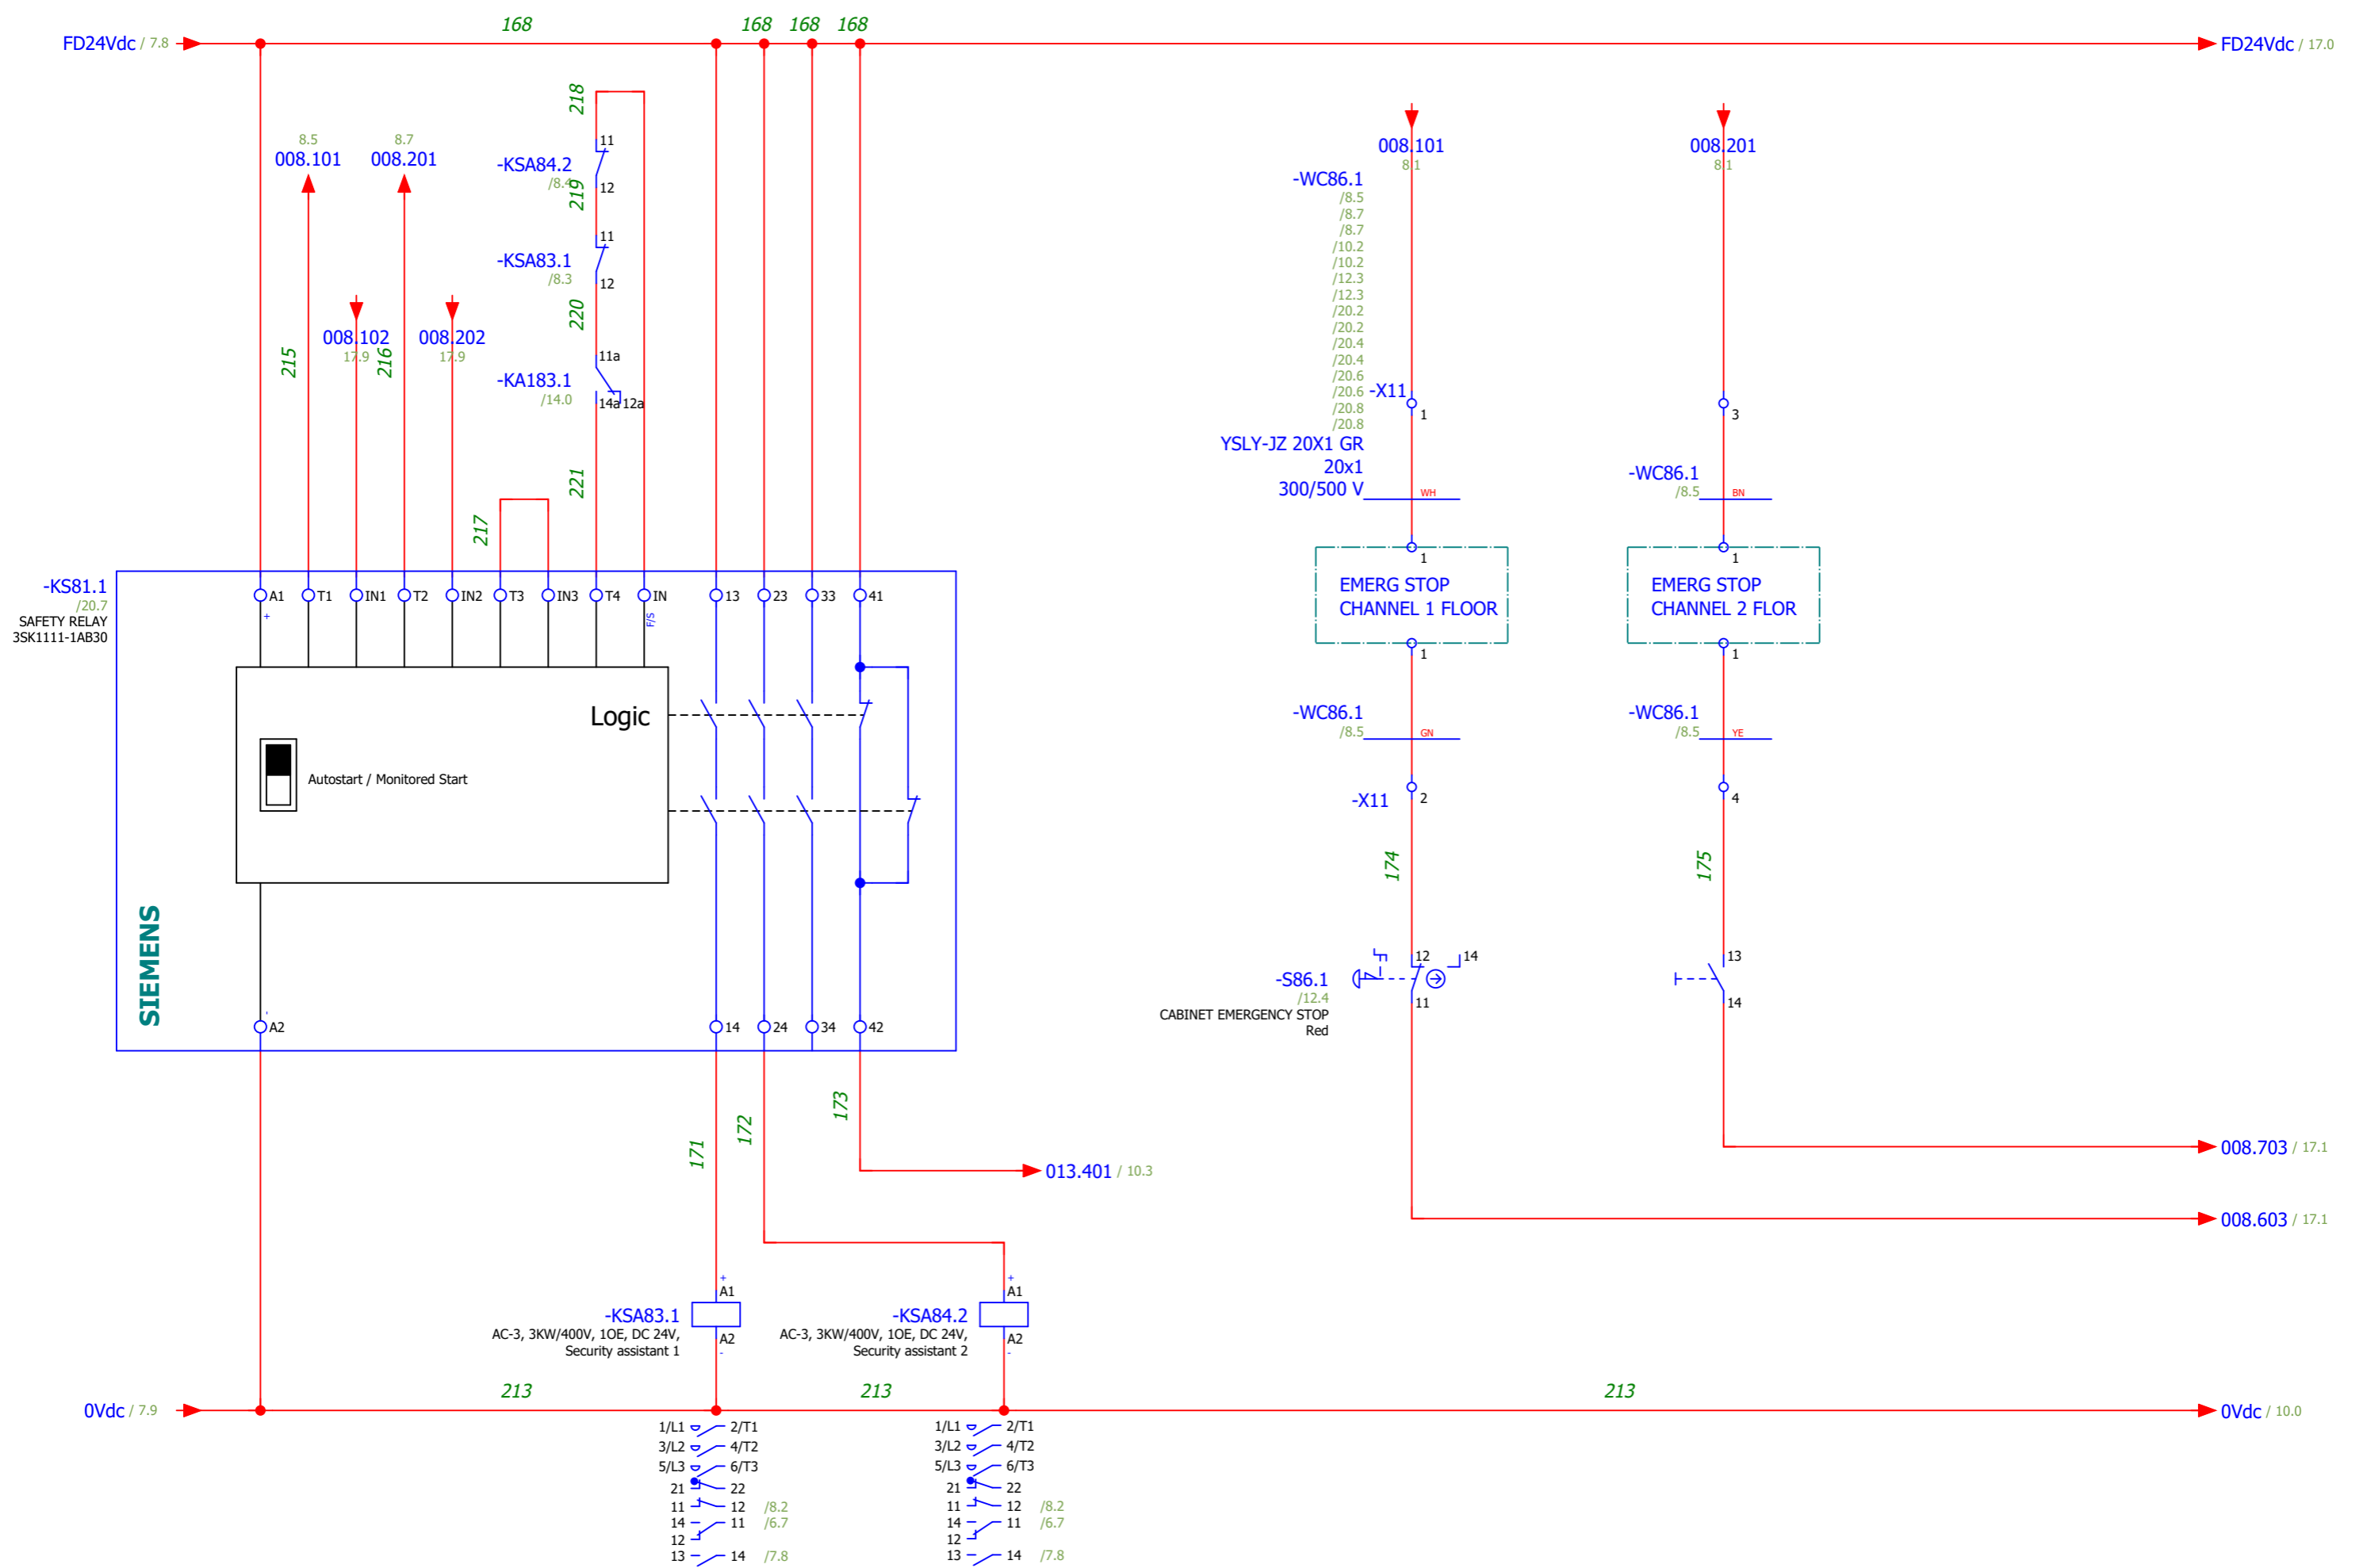 168 168 168 168
FD24Vdc / 7.8
FD24Vdc / 17.0
218
8.5
008.101
8.7
008.201
11
-KSA84.2
/8.4
12
219
11
-KSA83.1
/8.3
12
220
008.102
17.9
008.202
17.9
215
216
11a
-KA183.1
/14.0
14a 12a
221
217
008.101
8.1
008.201
8.1
-WC86.1
/8.5
/8.7
/8.7
/10.2
/10.2
/12.3
/12.3
/20.2
/20.2
/20.4
/20.4
/20.6
/20.6
/20.8
/20.8
-X11
1
3
YSLY-JZ 20X1 GR
20x1
300/500 V
WH
-WC86.1
/8.5
BN
1
EMERG STOP
CHANNEL 1 FLOOR
1
1
EMERG STOP
CHANNEL 2 FLOR
1
-KS81.1
/20.7
SAFETY RELAY
3SK1111-1AB30
A1 T1 IN1 T2 IN2 T3 IN3 T4 IN 13 23 33 41
+
F/S
Logic
Autostart / Monitored Start
SIEMENS
-
A2 14 24 34 42
-WC86.1
/8.5
GN
-WC86.1
/8.5
YE
-X11
2
4
174
175
12
14
-S86.1
/12.4
11
CABINET EMERGENCY STOP
Red
13
14
171
172
173
013.401 / 10.3
008.703 / 17.1
008.603 / 17.1
+
A1
-KSA83.1
AC-3, 3KW/400V, 1OE, DC 24V,
Security assistant 1
A2
-
+
A1
-KSA84.2
AC-3, 3KW/400V, 1OE, DC 24V,
Security assistant 2
A2
-
213 213 213
0Vdc / 7.9
0Vdc / 10.0
1/L1 2/T1
3/L2 4/T2
5/L3 6/T3
21 22
11 12 /8.2
14 11 /6.7
12
13 14 /7.8
1/L1 2/T1
3/L2 4/T2
5/L3 6/T3
21 22
11 12 /8.2
14 11 /6.7
12
13 14 /7.8